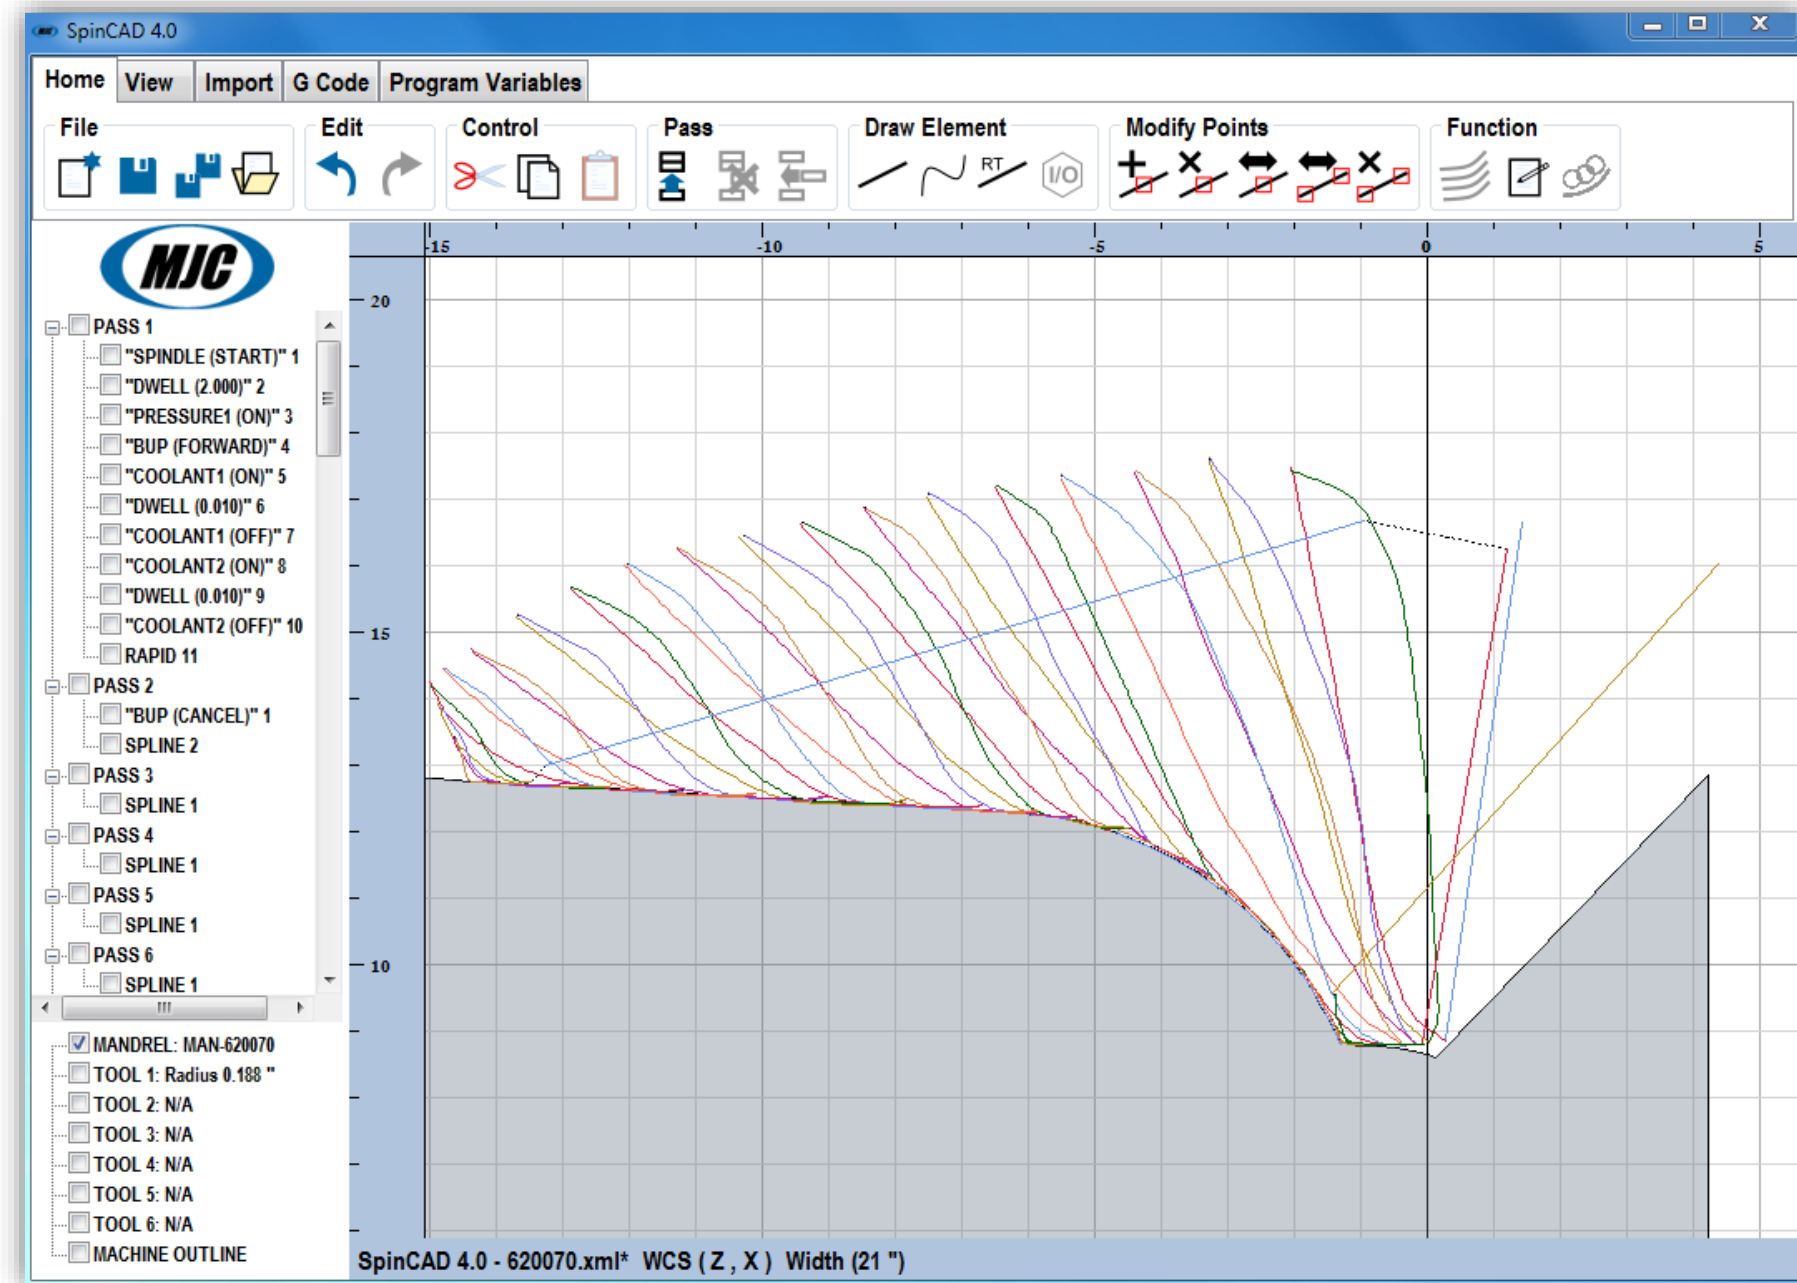 SpinCAD 4.0
Home View Import G Code Program Variables
File Edit Control Pass Draw Element Modify Points Function
RT I/O
MJC
-15 -10 -5 0 5
20
15
10
PASS 1
"SPINDLE (START)" 1
"DWELL (2.000)" 2
"PRESSURE1 (ON)" 3
"BUP (FORWARD)" 4
"COOLANT1 (ON)" 5
"DWELL (0.010)" 6
"COOLANT1 (OFF)" 7
"COOLANT2 (ON)" 8
"DWELL (0.010)" 9
"COOLANT2 (OFF)" 10
RAPID 11
PASS 2
"BUP (CANCEL)" 1
SPLINE 2
PASS 3
SPLINE 1
PASS 4
SPLINE 1
PASS 5
SPLINE 1
PASS 6
SPLINE 1
MANDREL: MAN-620070
TOOL 1: Radius 0.188 "
TOOL 2: N/A
TOOL 3: N/A
TOOL 4: N/A
TOOL 5: N/A
TOOL 6: N/A
MACHINE OUTLINE
SpinCAD 4.0 - 620070.xml* WCS ( Z , X ) Width (21 ")